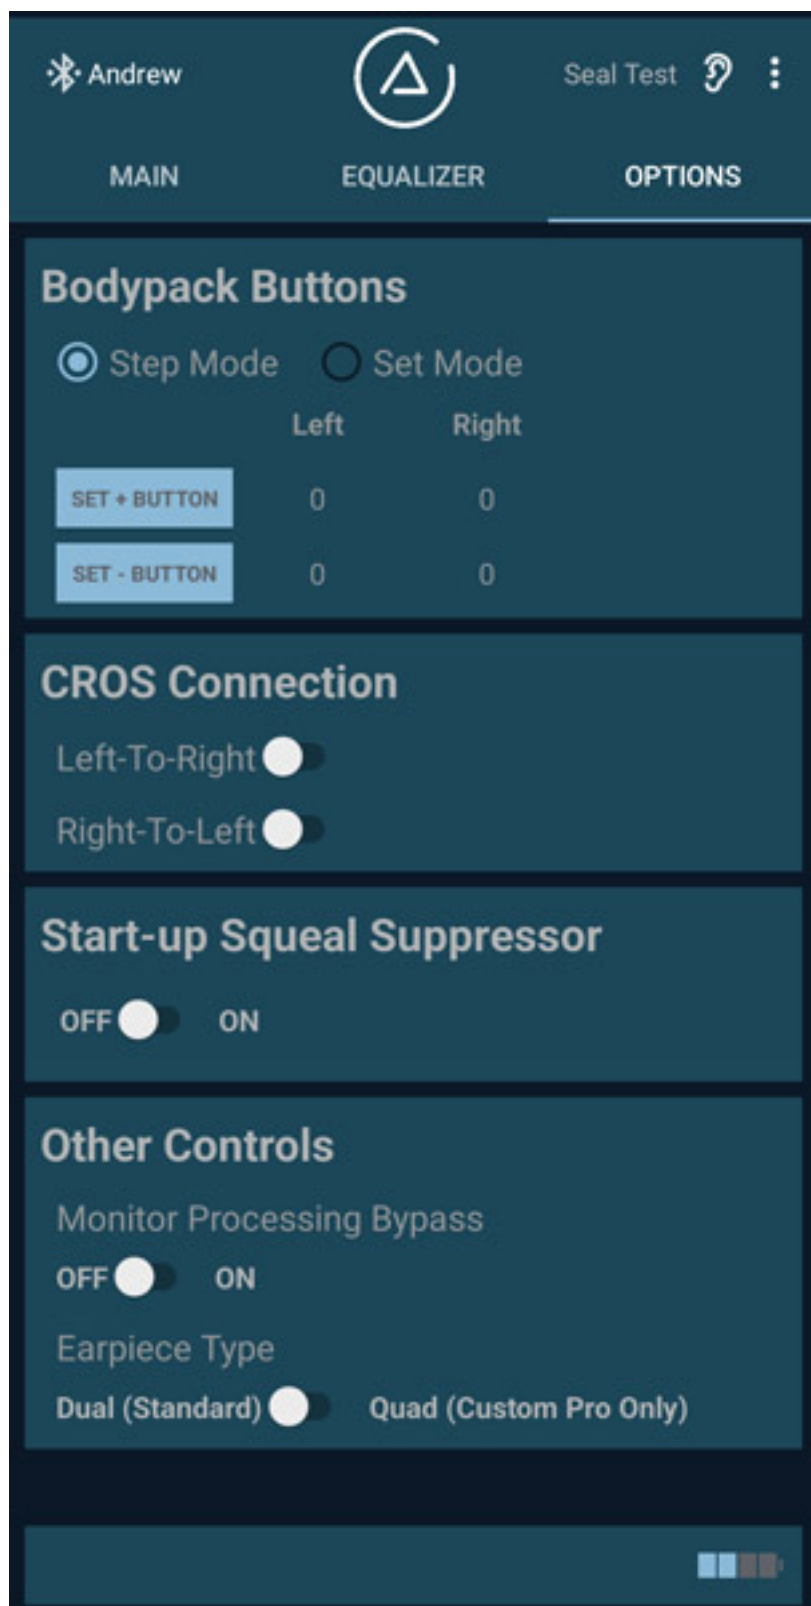 Andrew Seal Test
MAIN EQUALIZER OPTIONS
Bodypack Buttons
Step Mode Set Mode
Left Right
SET + BUTTON 0 0
SET - BUTTON 0 0
CROS Connection
Left-To-Right
Right-To-Left
Start-up Squeal Suppressor
OFF ON
Other Controls
Monitor Processing Bypass
OFF ON
Earpiece Type
Dual (Standard) Quad (Custom Pro Only)